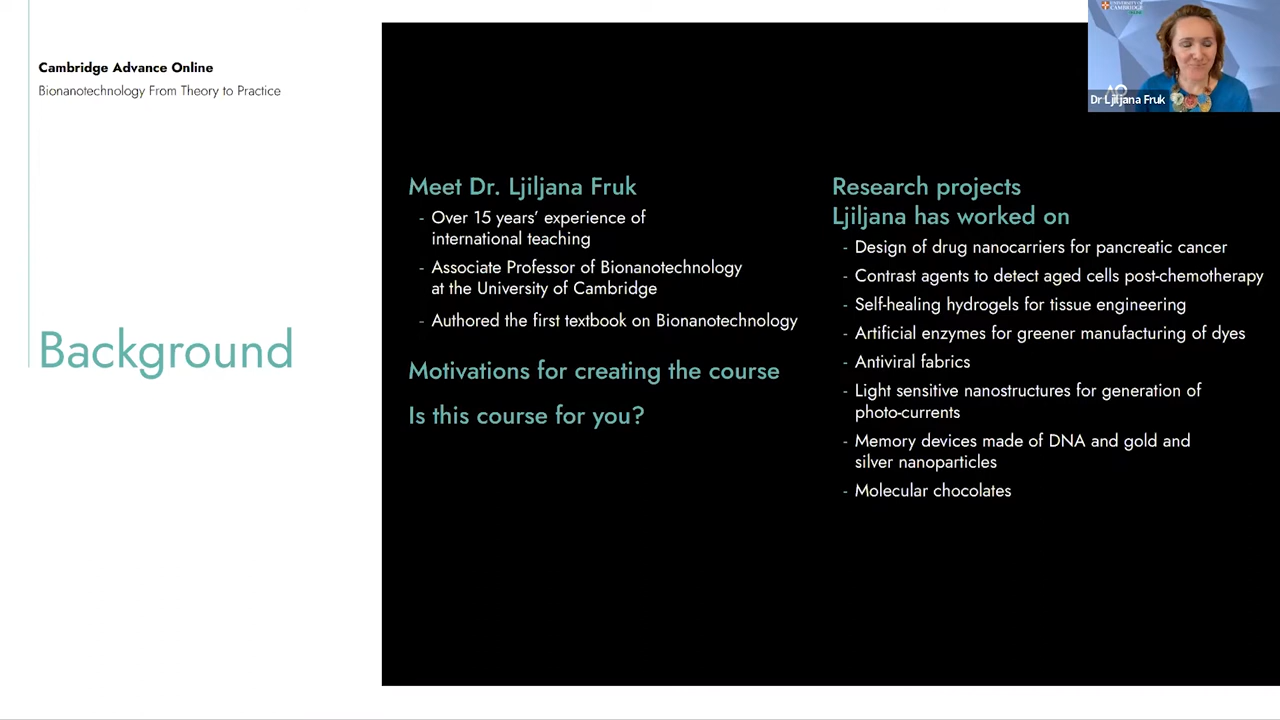 Cambridge Advance Online
Bionanotechnology From Theory to Practice
Background
Meet Dr. Ljiljana Fruk
- Over 15 years’ experience of
international teaching
- Associate Professor of Bionanotechnology
at the University of Cambridge
- Authored the first textbook on Bionanotechnology
Motivations for creating the course
Is this course for you?
Research projects
Ljiljana has worked on
- Design of drug nanocarriers for pancreatic cancer
- Contrast agents to detect aged cells post-chemotherapy
- Self-healing hydrogels for tissue engineering
- Artificial enzymes for greener manufacturing of dyes
- Antiviral fabrics
- Light sensitive nanostructures for generation of
photo-currents
- Memory devices made of DNA and gold and
silver nanoparticles
- Molecular chocolates
UNIVERSITY OF
CAMBRIDGE
Dr Ljiljana Fruk